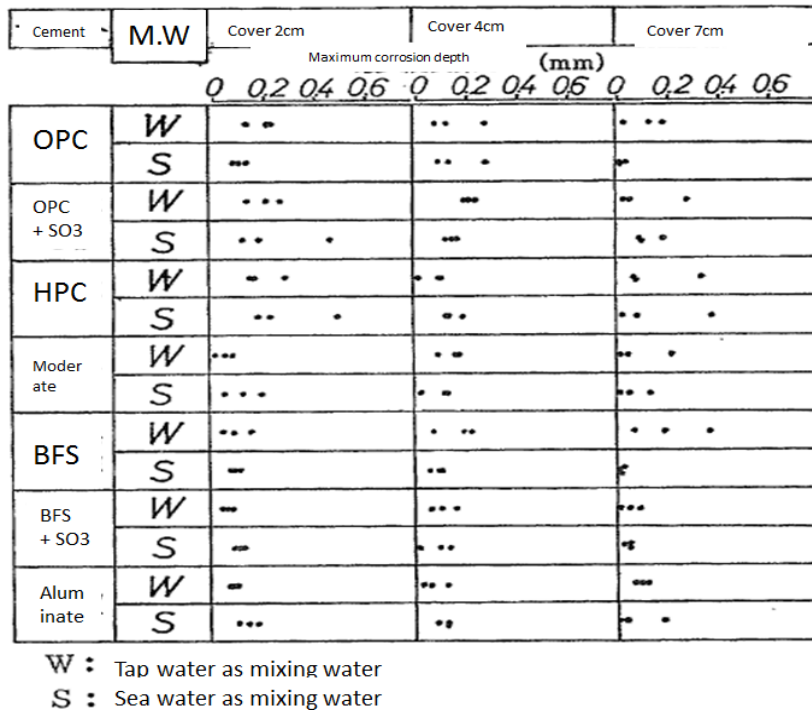 Cement M.W Cover 2cm Cover 4cm Cover 7cm
Maximum corrosion depth (mm)
0 0,2 0,4 0,6 0 0,2 0,4 0,6 0 0,2 0,4 0,6
OPC W
S
OPC
+ SO3 W
S
HPC W
S
Moder
ate W
S
BFS W
S
BFS
+ SO3 W
S
Alum
inate W
S
W : Tap water as mixing water
S : Sea water as mixing water